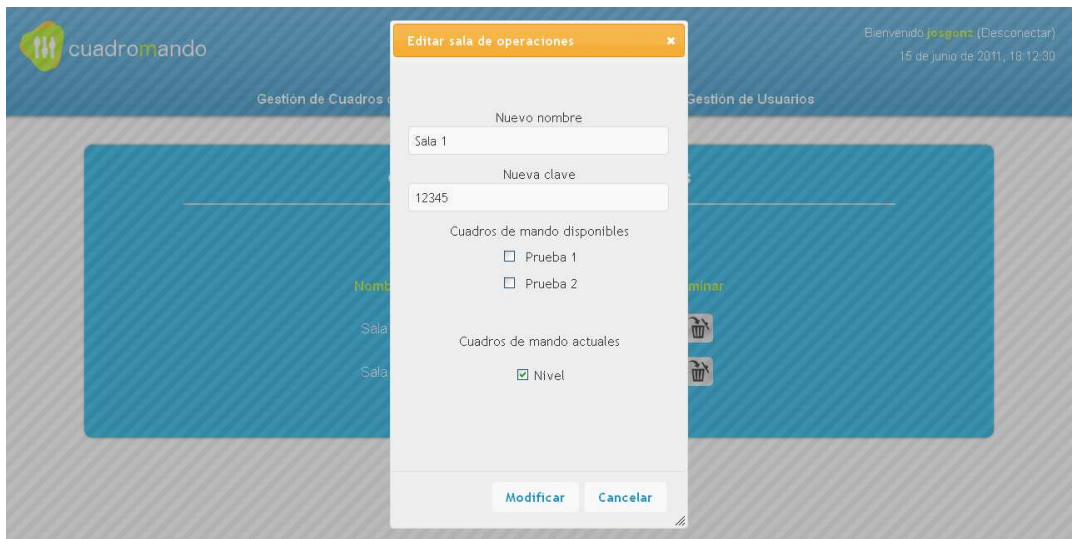 cuadromando
Bienvenido josgonz (Desconectar)
15 de junio de 2011, 18:12:30
Gestión de Cuadros
Gestión de Usuarios
Editar sala de operaciones
Nuevo nombre
Sala 1
Nueva clave
12345
Cuadros de mando disponibles
Prueba 1
Prueba 2
Cuadros de mando actuales
Nivel
Sala
Sala
Modificar
Cancelar